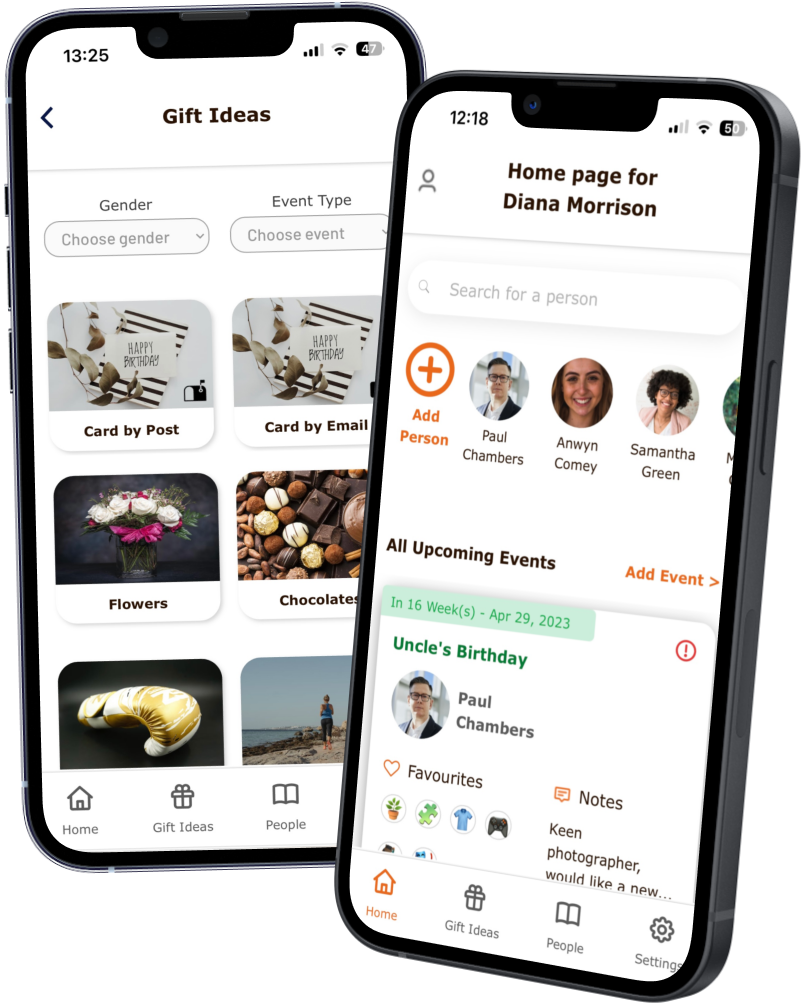 13:25
47
Gift Ideas
Gender
Event Type
Choose gender
Choose event
HAPPY
BIRTHDAY
HAPPY
BIRTHDAY
Card by Post
Card by Email
Flowers
Chocolates
Home
Gift Ideas
People
12:18
50
Home page for
Diana Morrison
Search for a person
Add
Person
Paul
Chambers
Anwyn
Comey
Samantha
Green
All Upcoming Events
Add Event >
In 16 Week(s) - Apr 29, 2023
Uncle's Birthday
Paul
Chambers
Favourites
Notes
Keen
photographer,
would like a new...
Home
Gift Ideas
People
Settings